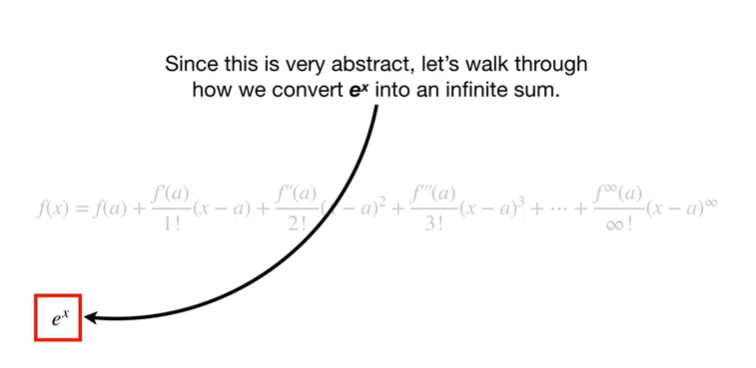 Since this is very abstract, let's walk through
how we convert eˣ into an infinite sum.
f(x) = f(a) + f′(a)/1! (x − a) + f″(a)/2! ( − a)² + f‴(a)/3! (x − a)³ + ⋯ + f^∞(a)/∞! (x − a)^∞
eˣ